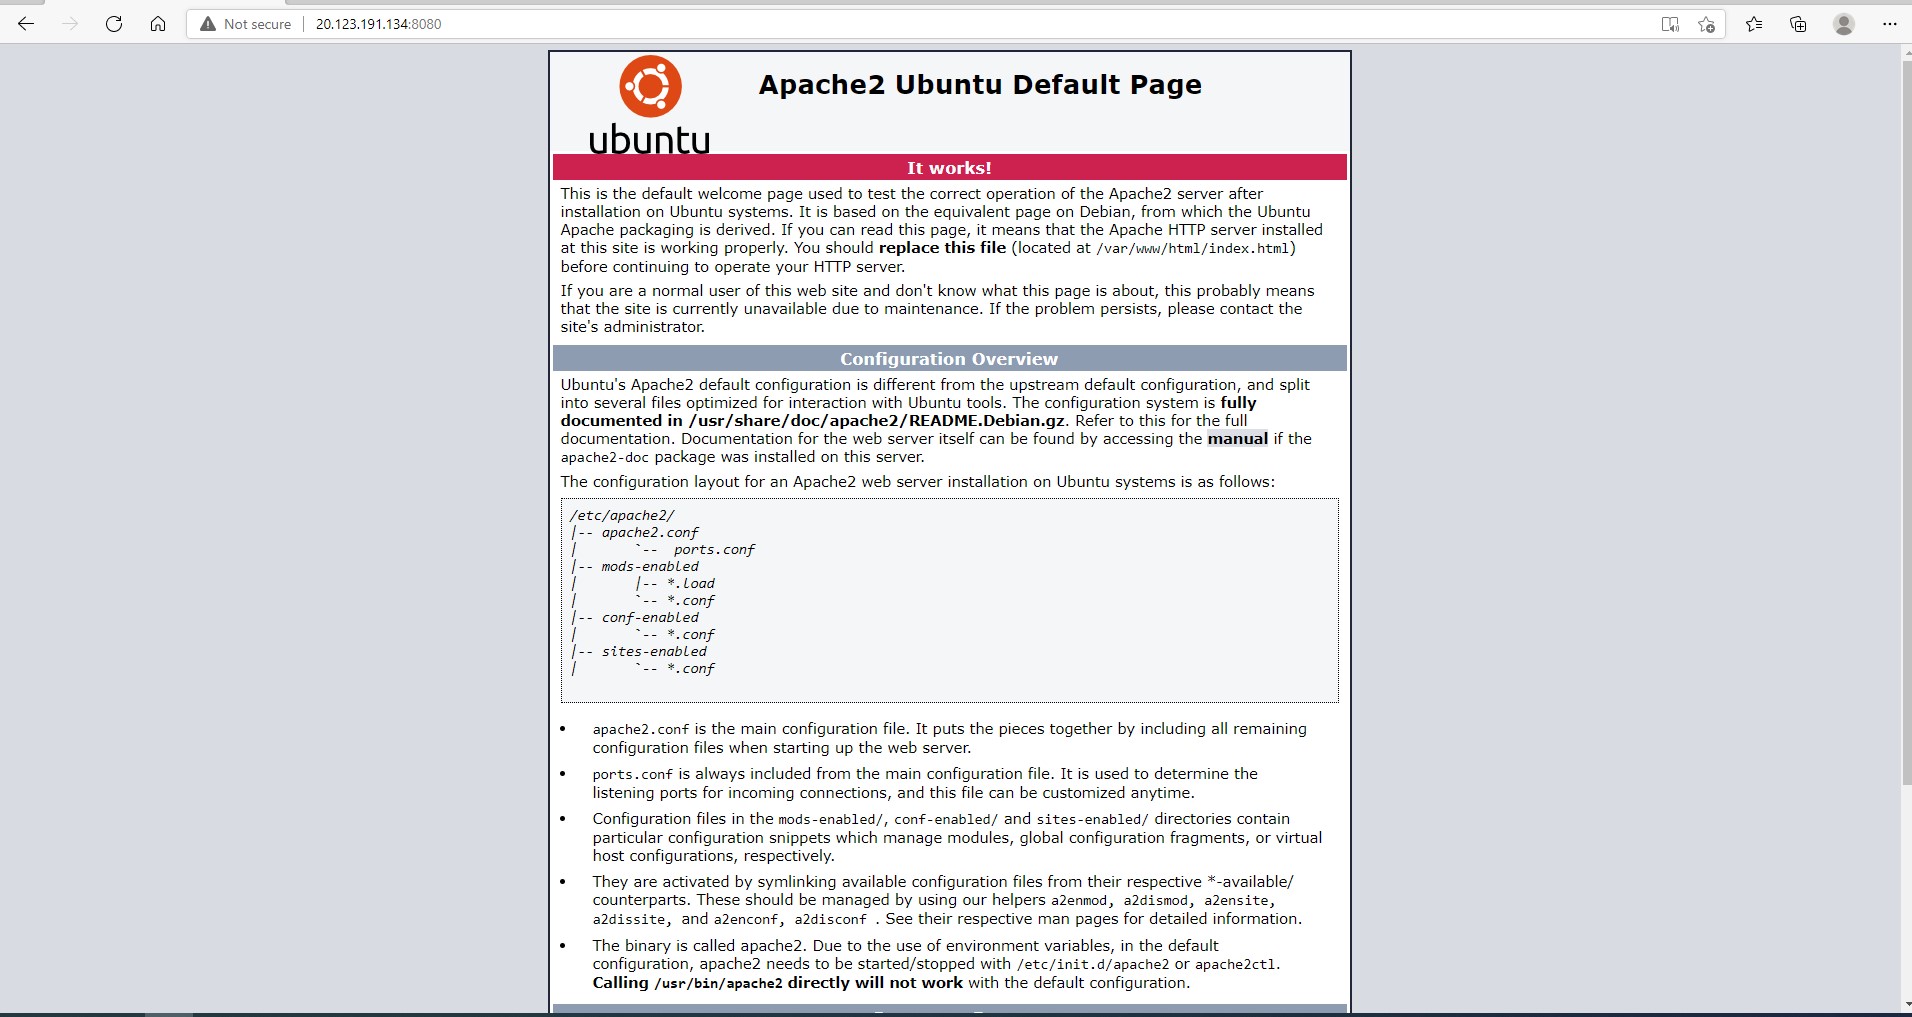 Not secure
20.123.191.134:8080
ubuntu
Apache2 Ubuntu Default Page
It works!
This is the default welcome page used to test the correct operation of the Apache2 server after
installation on Ubuntu systems. It is based on the equivalent page on Debian, from which the Ubuntu
Apache packaging is derived. If you can read this page, it means that the Apache HTTP server installed
at this site is working properly. You should replace this file (located at /var/www/html/index.html)
before continuing to operate your HTTP server.
If you are a normal user of this web site and don't know what this page is about, this probably means
that the site is currently unavailable due to maintenance. If the problem persists, please contact the
site's administrator.
Configuration Overview
Ubuntu's Apache2 default configuration is different from the upstream default configuration, and split
into several files optimized for interaction with Ubuntu tools. The configuration system is fully
documented in /usr/share/doc/apache2/README.Debian.gz. Refer to this for the full
documentation. Documentation for the web server itself can be found by accessing the manual if the
apache2-doc package was installed on this server.
The configuration layout for an Apache2 web server installation on Ubuntu systems is as follows:
/etc/apache2/
|-- apache2.conf
|       `--  ports.conf
|-- mods-enabled
|       |-- *.load
|       `-- *.conf
|-- conf-enabled
|       `-- *.conf
|-- sites-enabled
|       `-- *.conf
• apache2.conf is the main configuration file. It puts the pieces together by including all remaining
configuration files when starting up the web server.
• ports.conf is always included from the main configuration file. It is used to determine the
listening ports for incoming connections, and this file can be customized anytime.
• Configuration files in the mods-enabled/, conf-enabled/ and sites-enabled/ directories contain
particular configuration snippets which manage modules, global configuration fragments, or virtual
host configurations, respectively.
• They are activated by symlinking available configuration files from their respective *-available/
counterparts. These should be managed by using our helpers a2enmod, a2dismod, a2ensite,
a2dissite, and a2enconf, a2disconf . See their respective man pages for detailed information.
• The binary is called apache2. Due to the use of environment variables, in the default
configuration, apache2 needs to be started/stopped with /etc/init.d/apache2 or apache2ctl.
Calling /usr/bin/apache2 directly will not work with the default configuration.